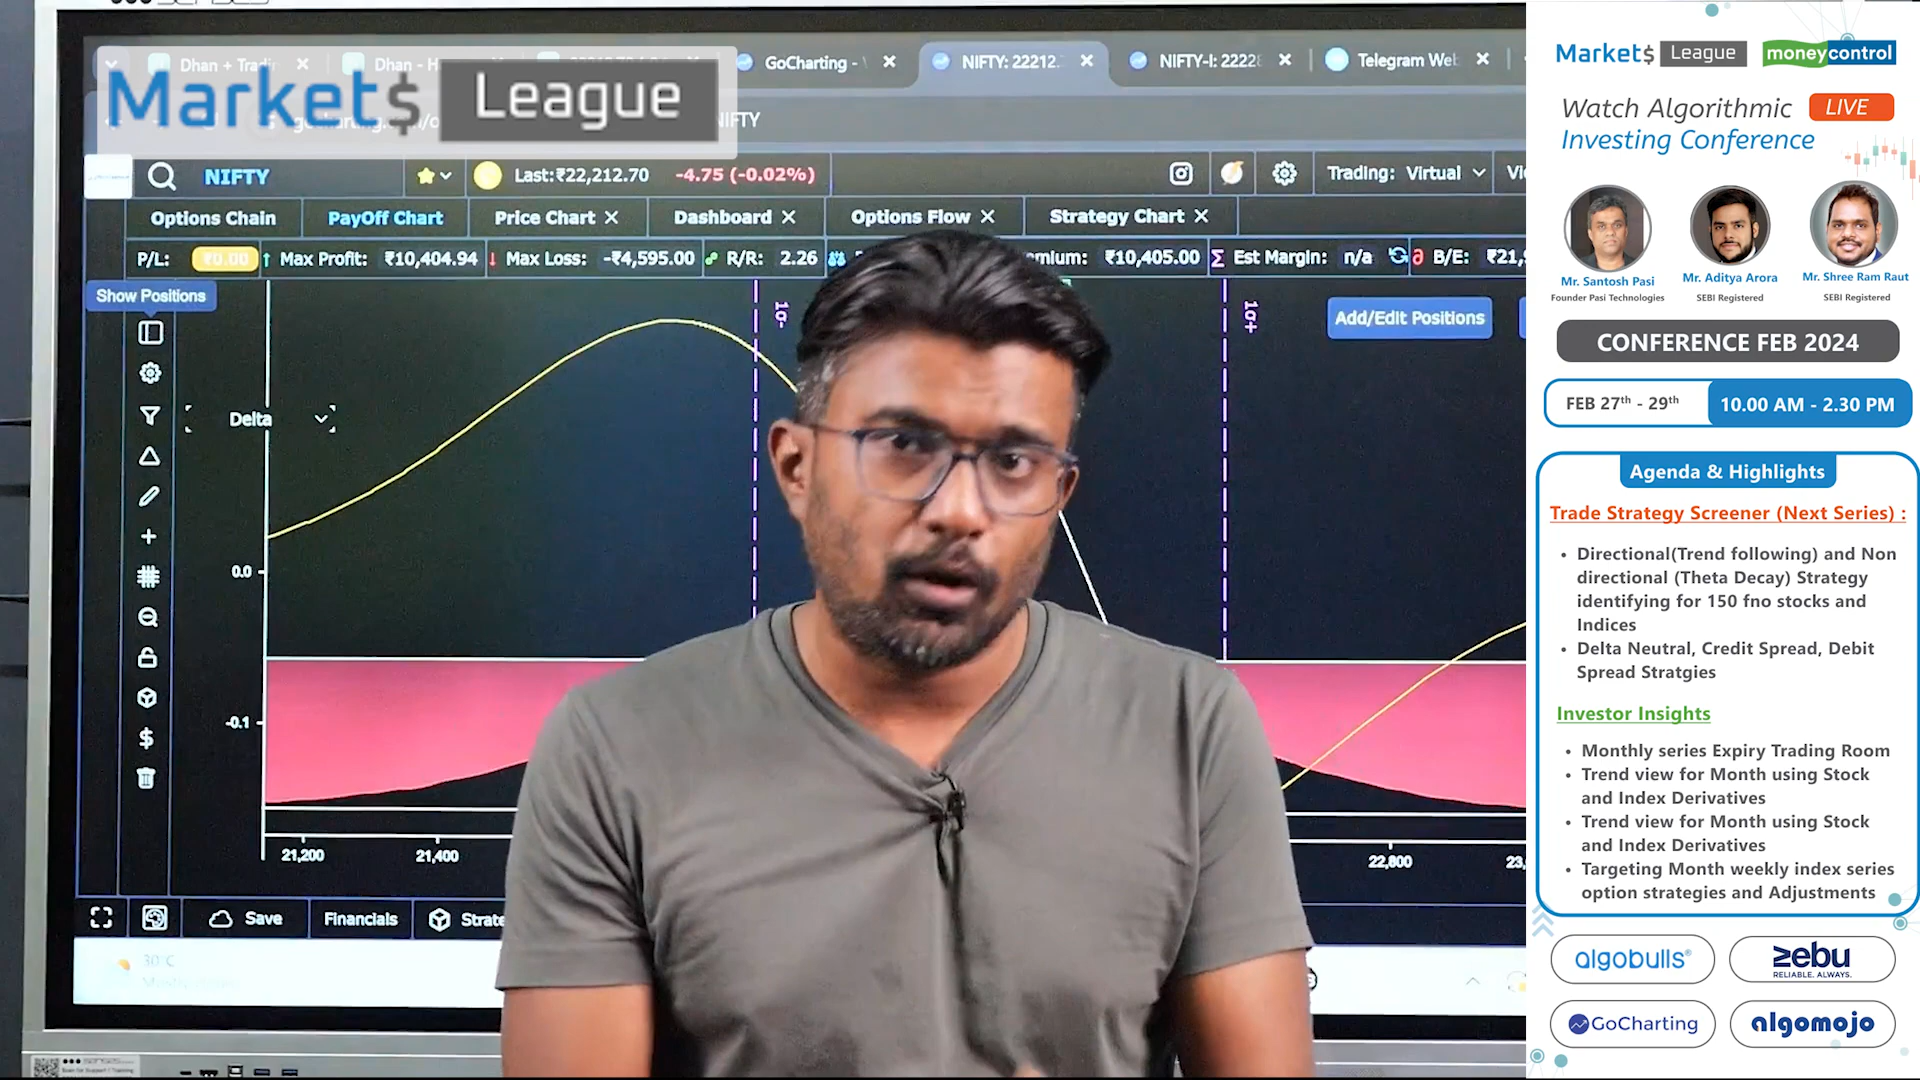 Dhan + Tradi
Dhan - H
GoCharting -
NIFTY: 22212.
NIFTY-I: 2222
Telegram Web
Market$ League
NIFTY
NIFTY
Last:₹22,212.70
-4.75 (-0.02%)
Trading: Virtual
Options Chain
PayOff Chart
Price Chart
Dashboard
Options Flow
Strategy Chart
P/L: ₹0.00
Max Profit: ₹10,404.94
Max Loss: -₹4,595.00
R/R: 2.26
₹10,405.00
Est Margin: n/a
B/E:
Show Positions
Add/Edit Positions
Delta
0.0
-0.1
21,200
21,400
22,800
Save
Financials
30°C
Market$ League
moneycontrol
Watch Algorithmic LIVE
Investing Conference
Mr. Santosh Pasi
Founder Pasi Technologies
Mr. Aditya Arora
SEBI Registered
Mr. Shree Ram Raut
SEBI Registered
CONFERENCE FEB 2024
FEB 27th - 29th
10.00 AM - 2.30 PM
Agenda & Highlights
Trade Strategy Screener (Next Series) :
• Directional(Trend following) and Non
directional (Theta Decay) Strategy
identifying for 150 fno stocks and
Indices
• Delta Neutral, Credit Spread, Debit
Spread Stratgies
Investor Insights
• Monthly series Expiry Trading Room
• Trend view for Month using Stock
and Index Derivatives
• Trend view for Month using Stock
and Index Derivatives
• Targeting Month weekly index series
option strategies and Adjustments
algobulls®
zebu
RELIABLE. ALWAYS.
GoCharting
algomojo